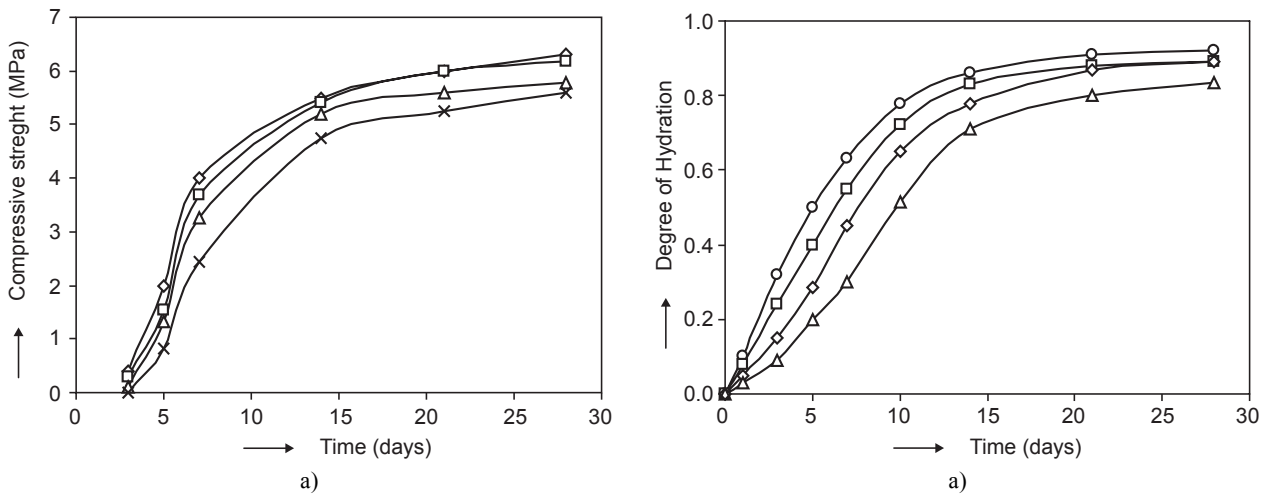 7
6
5
4
3
2
1
0
Compressive streght (MPa)
0 5 10 15 20 25 30
Time (days)
a)
1.0
0.8
0.6
0.4
0.2
0.0
Degree of Hydration
0 5 10 15 20 25 30
Time (days)
a)